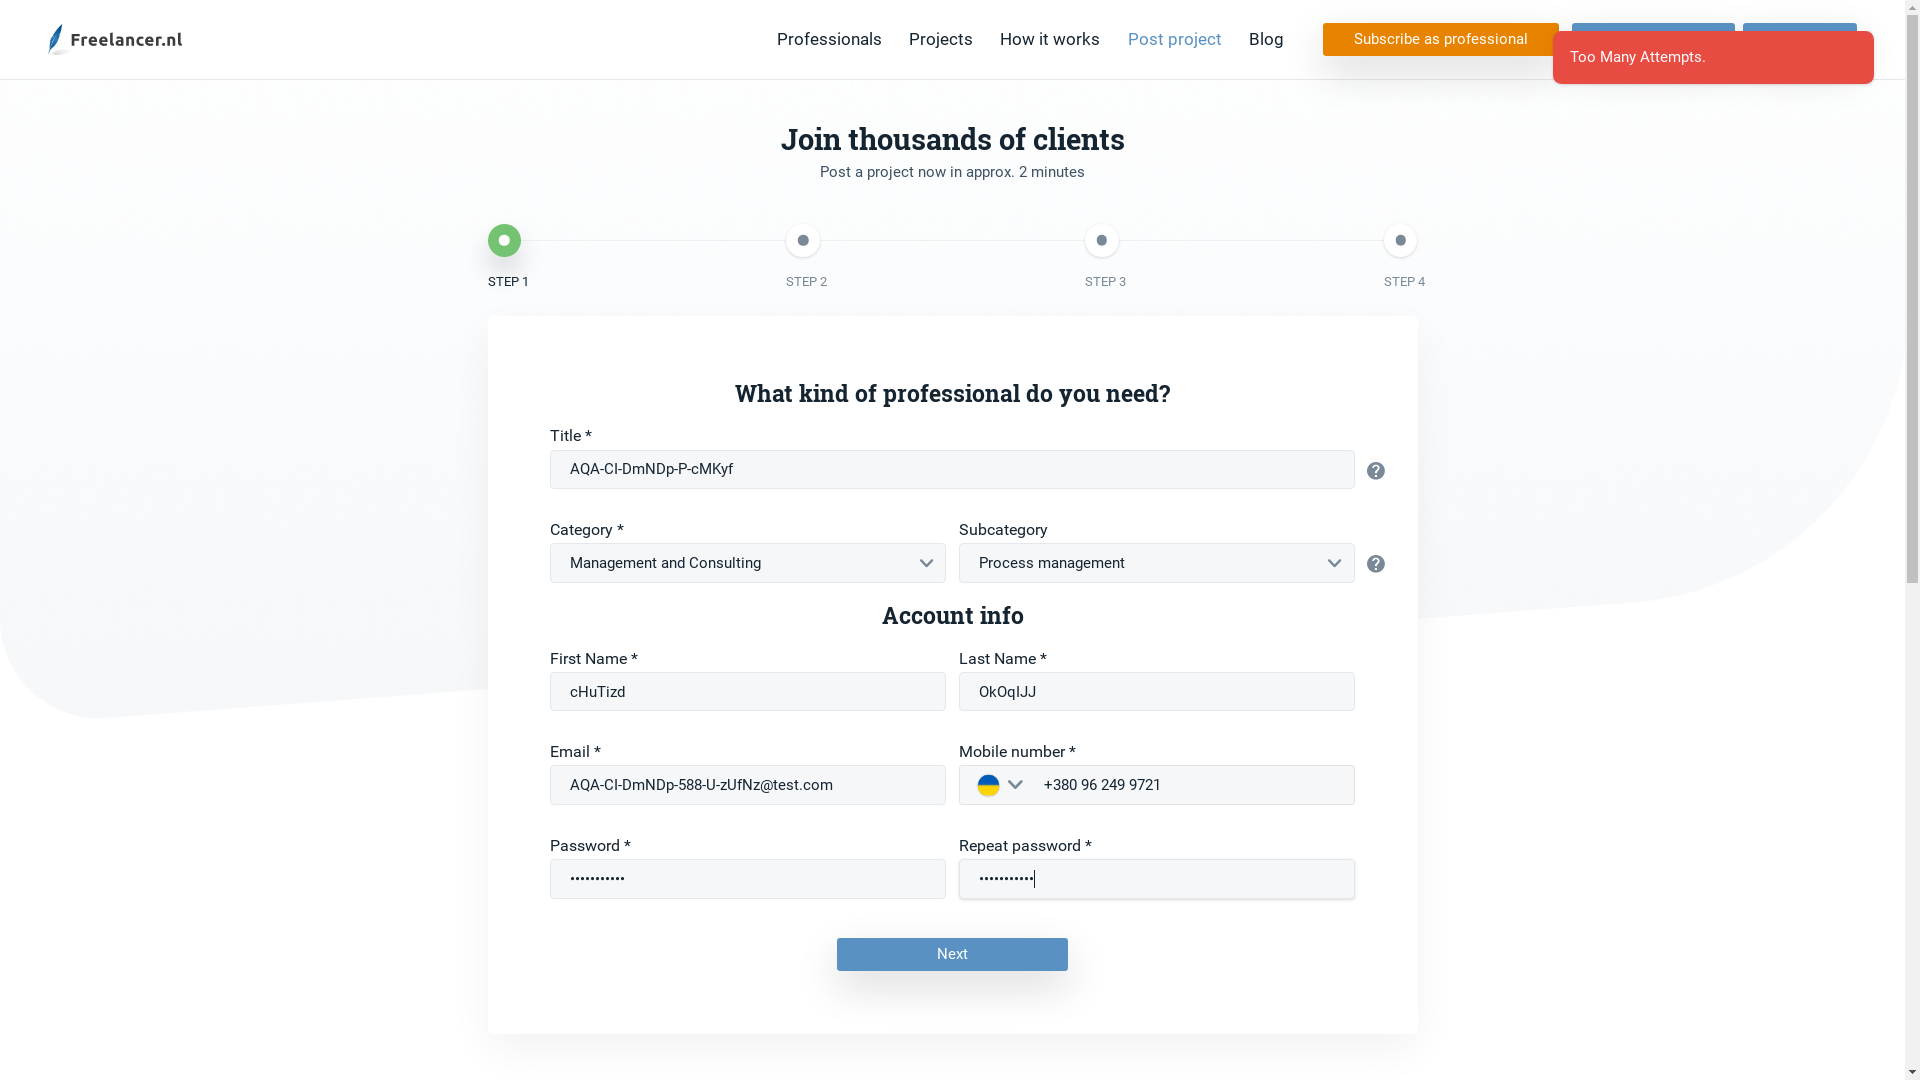 Freelancer.nl
Professionals
Projects
How it works
Post project
Blog
Subscribe as professional
Too Many Attempts.
Join thousands of clients
Post a project now in approx. 2 minutes
STEP 1
STEP 2
STEP 3
STEP 4
What kind of professional do you need?
Title *
AQA-CI-DmNDp-P-cMKyf
Category *
Subcategory
Management and Consulting
Process management
Account info
First Name *
Last Name *
cHuTizd
OkOqIJJ
Email *
Mobile number *
AQA-CI-DmNDp-588-U-zUfNz@test.com
+380 96 249 9721
Password *
Repeat password *
•••••••••••
•••••••••••
Next